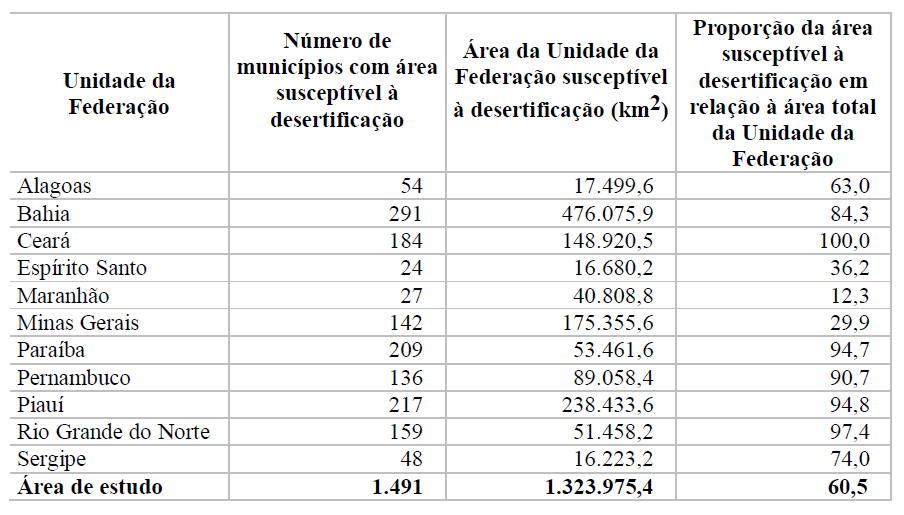 Unidade da
Federação
Número de
municípios com área
susceptível à
desertificação
Área da Unidade da
Federação susceptível
à desertificação (km2)
Proporção da área
susceptível à
desertificação em
relação à área total
da Unidade da
Federação
Alagoas 54 17.499,6 63,0
Bahia 291 476.075,9 84,3
Ceará 184 148.920,5 100,0
Espírito Santo 24 16.680,2 36,2
Maranhão 27 40.808,8 12,3
Minas Gerais 142 175.355,6 29,9
Paraíba 209 53.461,6 94,7
Pernambuco 136 89.058,4 90,7
Piauí 217 238.433,6 94,8
Rio Grande do Norte 159 51.458,2 97,4
Sergipe 48 16.223,2 74,0
Área de estudo 1.491 1.323.975,4 60,5